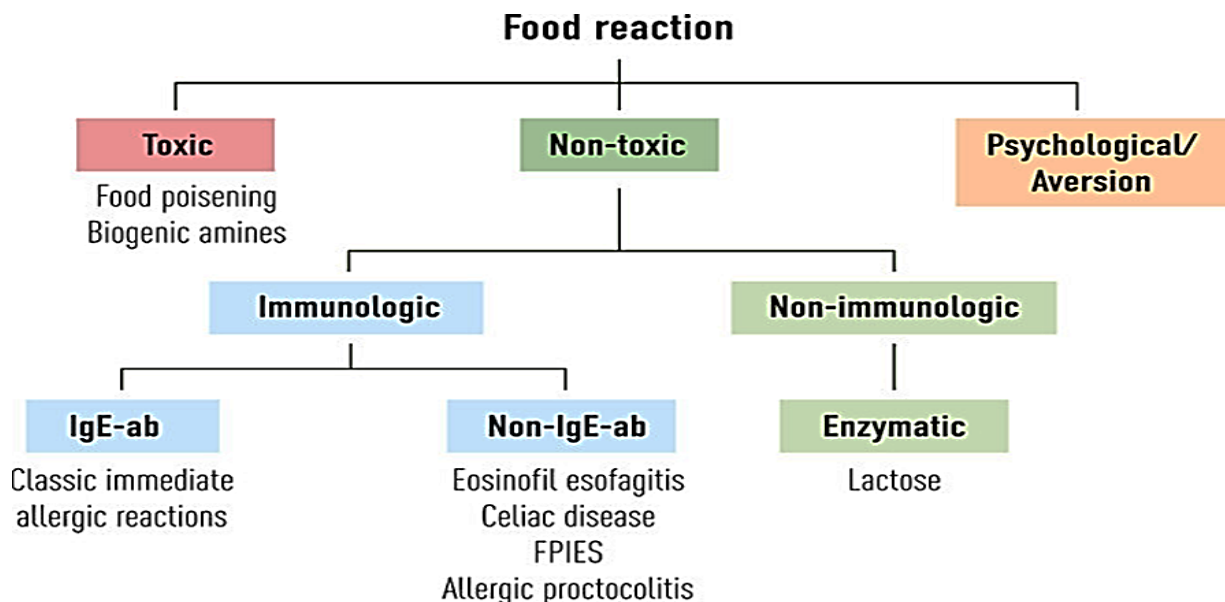 Food reaction
Toxic
Food poisening
Biogenic amines
Non-toxic
Psychological/
Aversion
Immunologic
Non-immunologic
IgE-ab
Classic immediate
allergic reactions
Non-IgE-ab
Eosinofil esofagitis
Celiac disease
FPIES
Allergic proctocolitis
Enzymatic
Lactose